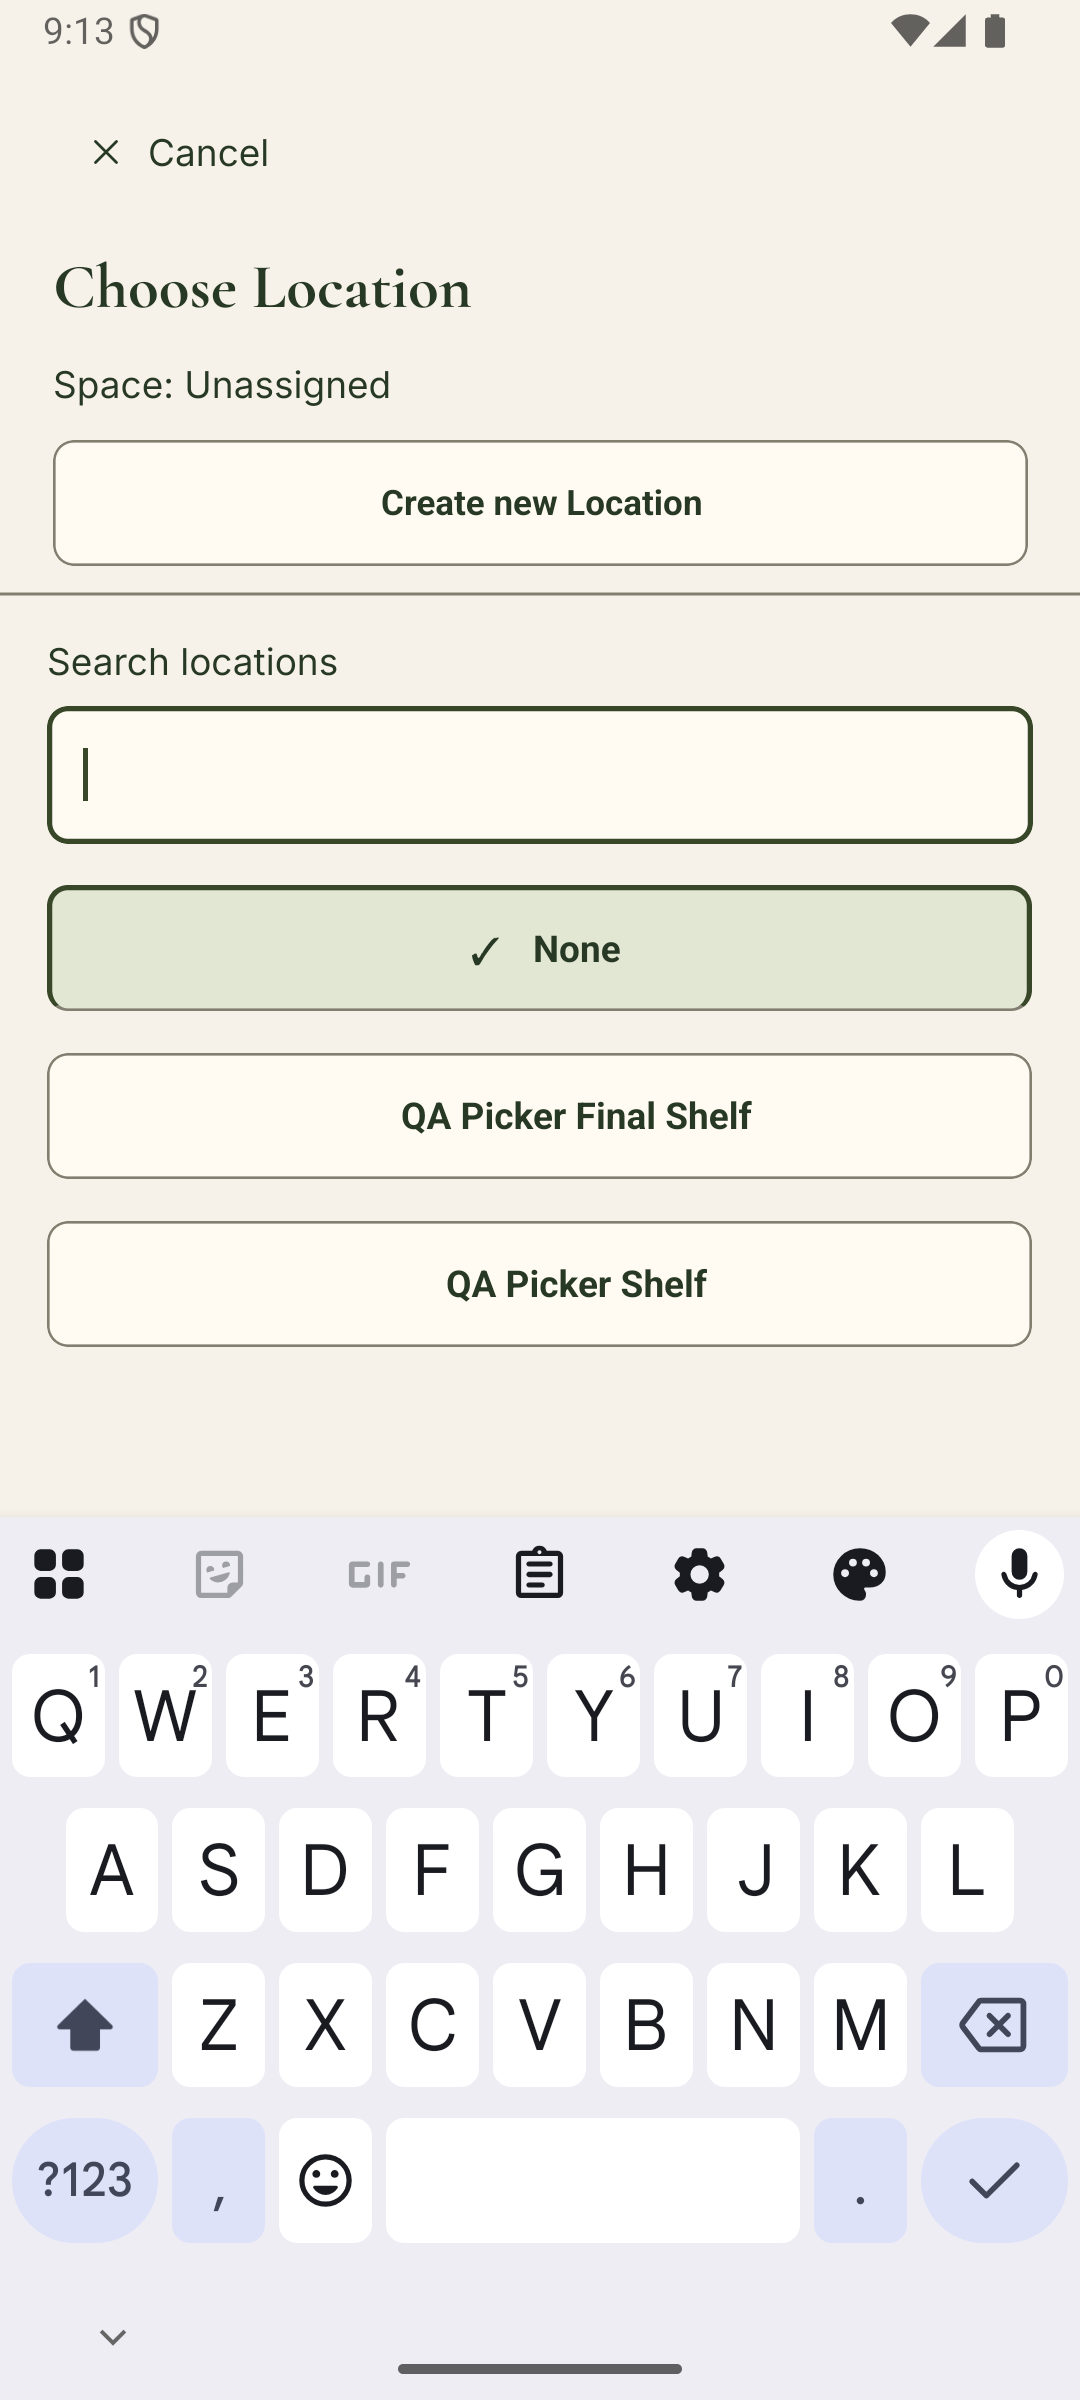 9:13
Cancel
Choose Location
Space: Unassigned
Create new Location
Search locations
✓ None
QA Picker Final Shelf
QA Picker Shelf
GIF
Q1 W2 E3 R4 T5 Y6 U7 I8 O9 P0
A S D F G H J K L
Z X C V B N M
?123 , .